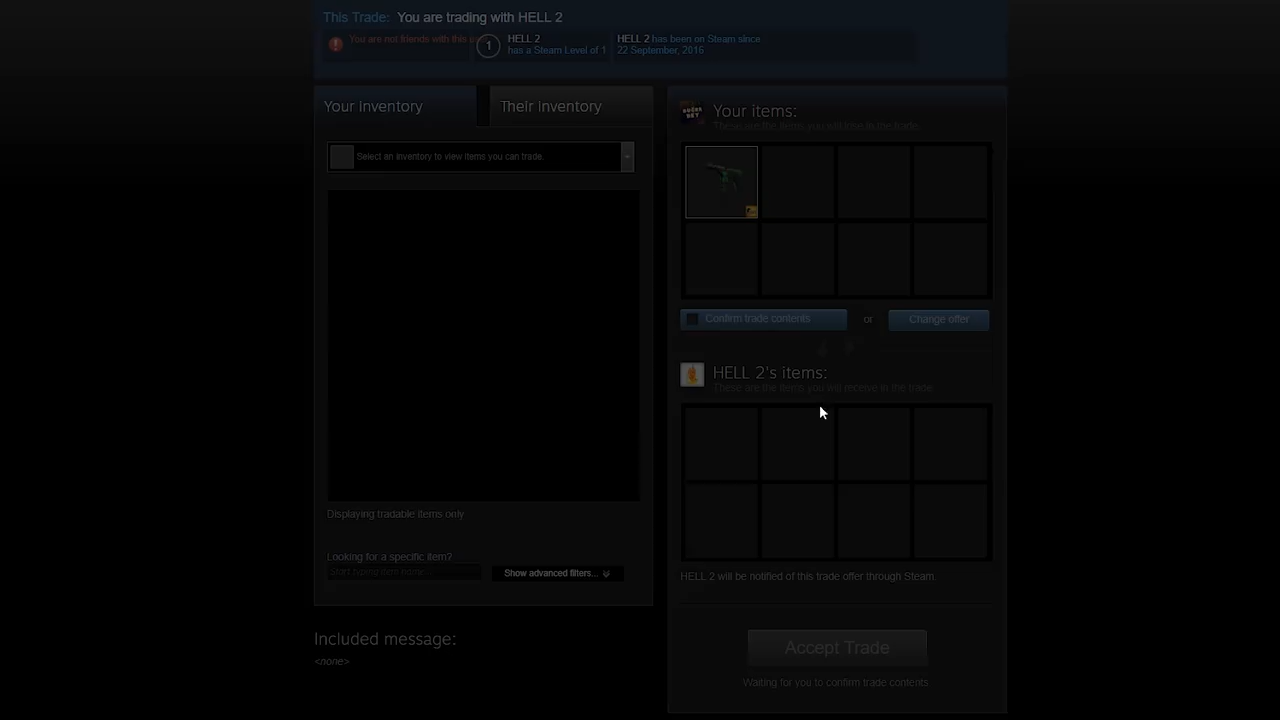 This Trade: You are trading with HELL 2
You are not friends with this
1
HELL 2
has a Steam Level of 1
HELL 2 has been on Steam since
22 September, 2016
Your Inventory
Their Inventory
Select an inventory to view items you can trade.
Displaying tradable items only
Looking for a specific item?
Start typing item name...
Show advanced filters...
Included message:
<none>
Your items:
These are the items you will lose in the trade.
Confirm trade contents
or
Change offer
HELL 2's items:
These are the items you will receive in the trade.
HELL 2 will be notified of this trade offer through Steam.
Accept Trade
Waiting for you to confirm trade contents